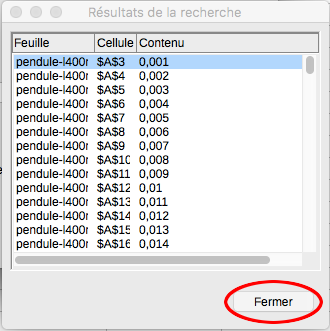 Résultats de la recherche
Feuille Cellule Contenu
pendule-l400r $A$3 0,001
pendule-l400r $A$4 0,002
pendule-l400r $A$5 0,003
pendule-l400r $A$6 0,004
pendule-l400r $A$7 0,005
pendule-l400r $A$8 0,006
pendule-l400r $A$9 0,007
pendule-l400r $A$10 0,008
pendule-l400r $A$11 0,009
pendule-l400r $A$12 0,01
pendule-l400r $A$13 0,011
pendule-l400r $A$14 0,012
pendule-l400r $A$15 0,013
pendule-l400r $A$16 0,014
Fermer